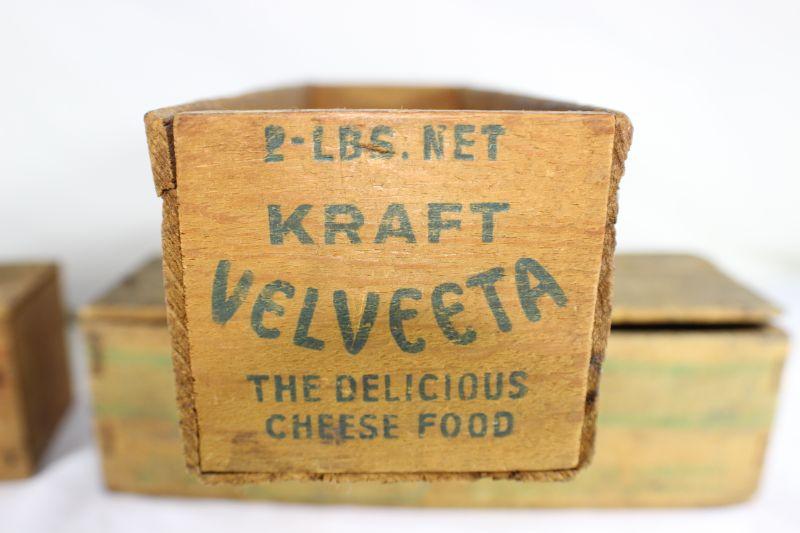 2-LBS. NET
KRAFT
VELVEETA
THE DELICIOUS
CHEESE FOOD